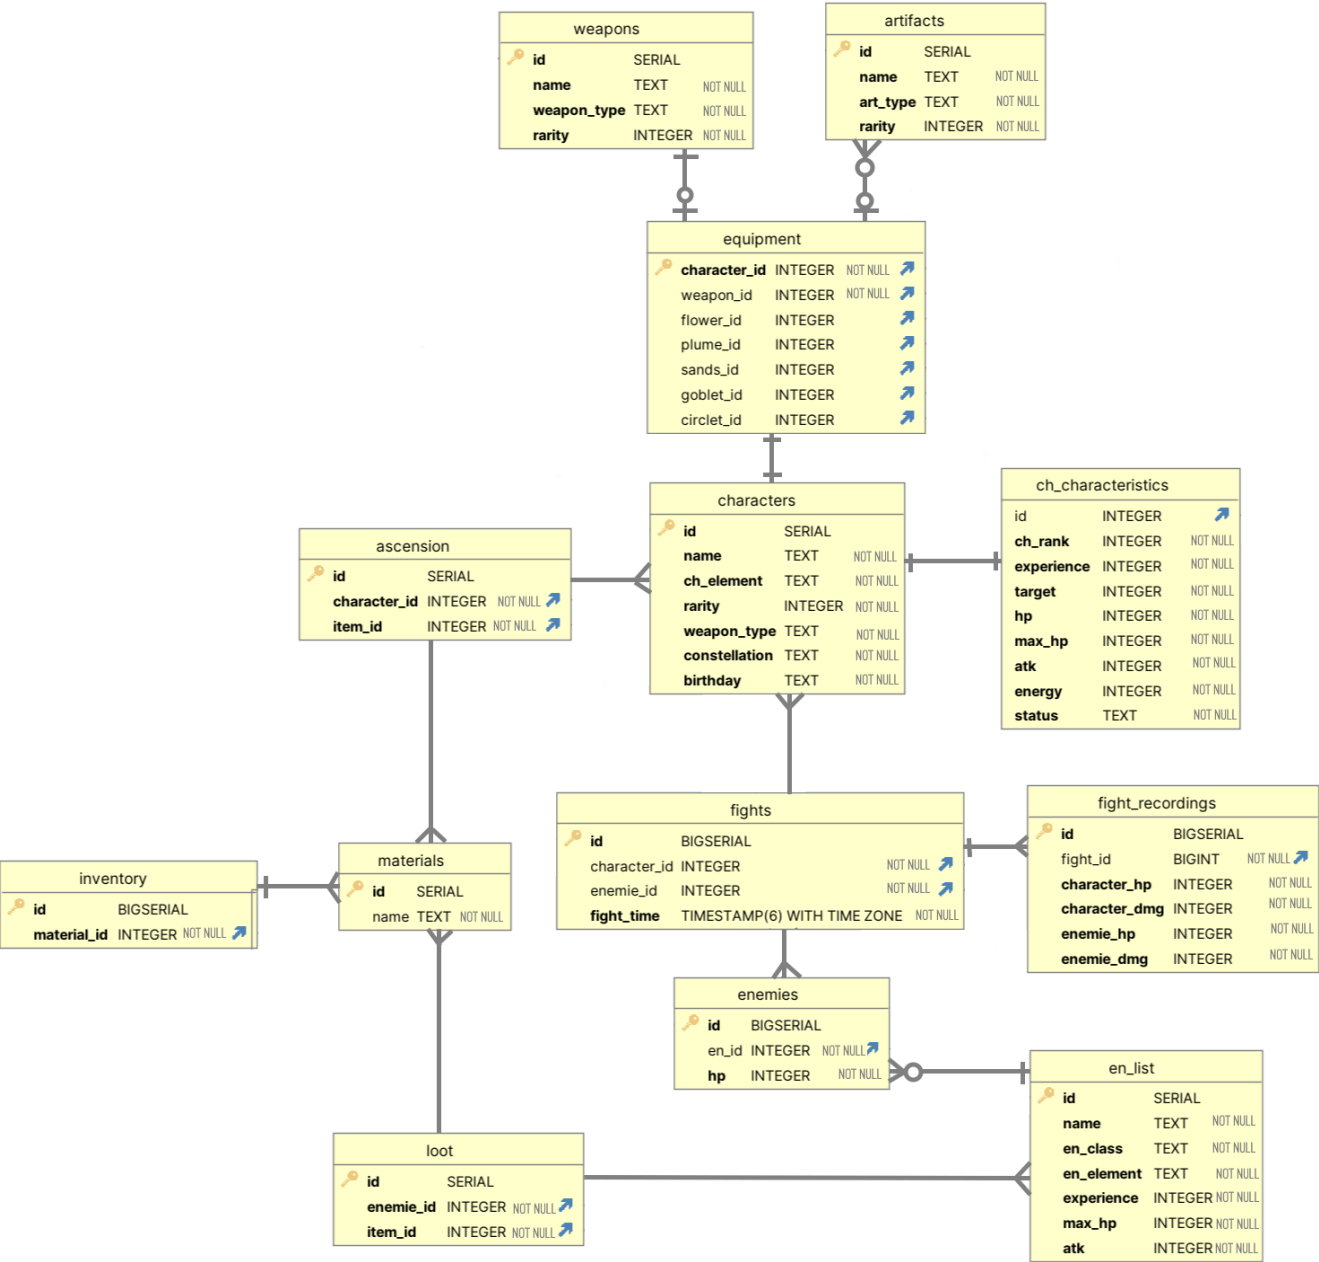 weapons
id SERIAL
name TEXT NOT NULL
weapon_type TEXT NOT NULL
rarity INTEGER NOT NULL
artifacts
id SERIAL
name TEXT NOT NULL
art_type TEXT NOT NULL
rarity INTEGER NOT NULL
equipment
character_id INTEGER NOT NULL
weapon_id INTEGER NOT NULL
flower_id INTEGER
plume_id INTEGER
sands_id INTEGER
goblet_id INTEGER
circlet_id INTEGER
characters
id SERIAL
name TEXT NOT NULL
ch_element TEXT NOT NULL
rarity INTEGER NOT NULL
weapon_type TEXT NOT NULL
constellation TEXT NOT NULL
birthday TEXT NOT NULL
ch_characteristics
id INTEGER
ch_rank INTEGER NOT NULL
experience INTEGER NOT NULL
target INTEGER NOT NULL
hp INTEGER NOT NULL
max_hp INTEGER NOT NULL
atk INTEGER NOT NULL
energy INTEGER NOT NULL
status TEXT NOT NULL
ascension
id SERIAL
character_id INTEGER NOT NULL
item_id INTEGER NOT NULL
fights
id BIGSERIAL
character_id INTEGER NOT NULL
enemie_id INTEGER NOT NULL
fight_time TIMESTAMP(6) WITH TIME ZONE NOT NULL
fight_recordings
id BIGSERIAL
fight_id BIGINT NOT NULL
character_hp INTEGER NOT NULL
character_dmg INTEGER NOT NULL
enemie_hp INTEGER NOT NULL
enemie_dmg INTEGER NOT NULL
inventory
id BIGSERIAL
material_id INTEGER NOT NULL
materials
id SERIAL
name TEXT NOT NULL
enemies
id BIGSERIAL
en_id INTEGER NOT NULL
hp INTEGER NOT NULL
en_list
id SERIAL
name TEXT NOT NULL
en_class TEXT NOT NULL
en_element TEXT NOT NULL
experience INTEGER NOT NULL
max_hp INTEGER NOT NULL
atk INTEGER NOT NULL
loot
id SERIAL
enemie_id INTEGER NOT NULL
item_id INTEGER NOT NULL